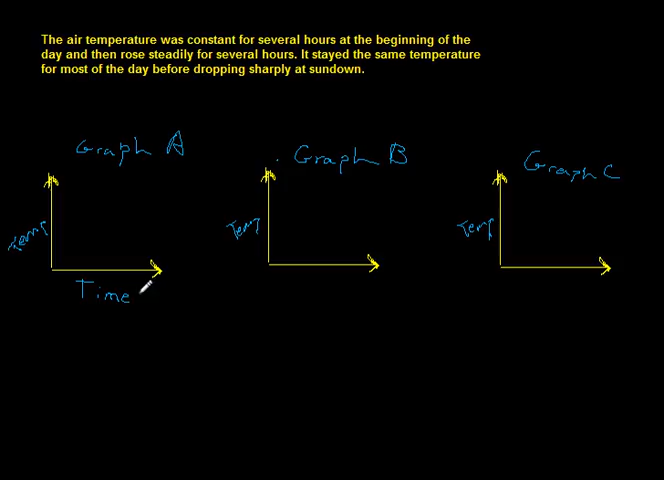 The air temperature was constant for several hours at the beginning of the
day and then rose steadily for several hours. It stayed the same temperature
for most of the day before dropping sharply at sundown.
Graph A
Graph B
Graph C
Temp
Temp
Temp
Time